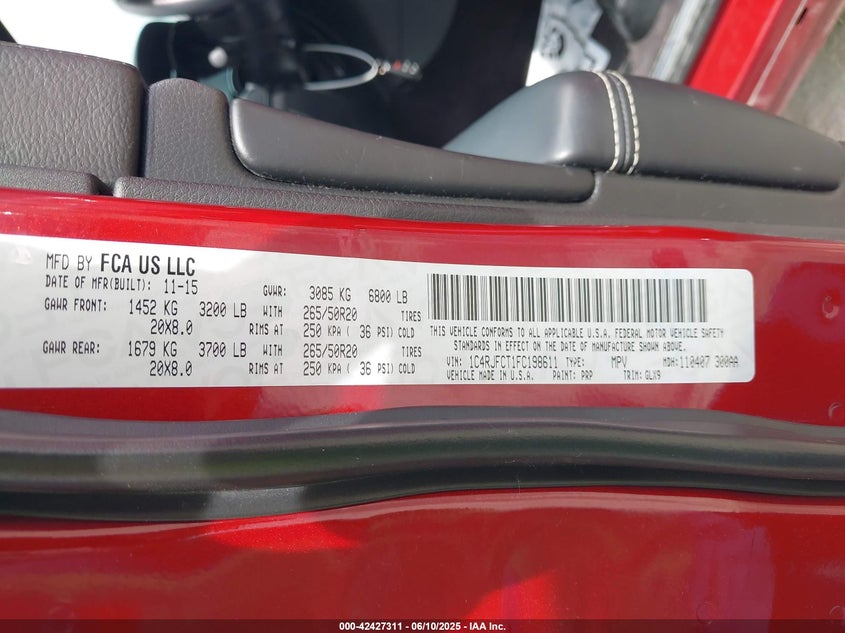 MFD BY FCA US LLC
DATE OF MFR(BUILT): 11-15 GVWR: 3085 KG 6800 LB
GAWR FRONT: 1452 KG 3200 LB WITH 265/50R20 TIRES
20X8.0 RIMS AT 250 KPA ( 36 PSI) COLD
GAWR REAR: 1679 KG 3700 LB WITH 265/50R20 TIRES
20X8.0 RIMS AT 250 KPA ( 36 PSI) COLD
THIS VEHICLE CONFORMS TO ALL APPLICABLE U.S.A. FEDERAL MOTOR VEHICLE SAFETY
STANDARDS IN EFFECT ON THE DATE OF MANUFACTURE SHOWN ABOVE.
VIN: 1C4RJFCT1FC198611 TYPE: MPV MDH: 110407 300AA
VEHICLE MADE IN U.S.A. PAINT: PRP TRIM: GLX9
000-42427311 - 06/10/2025 - IAA Inc.